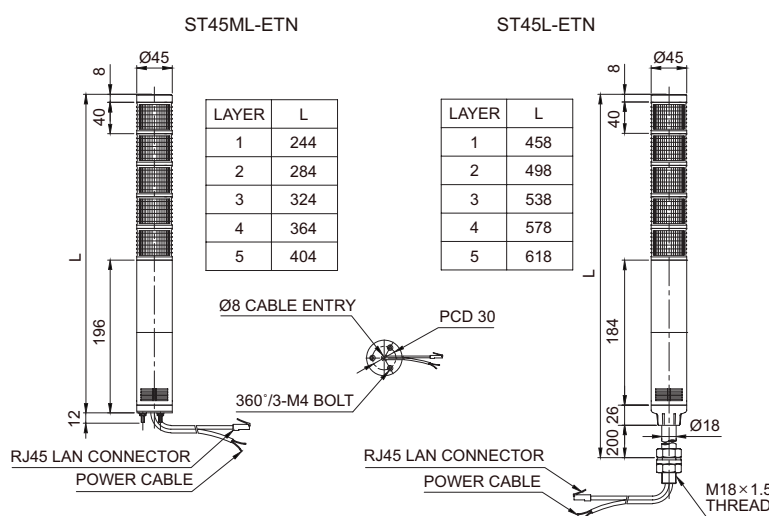 ST45ML-ETN
ST45L-ETN
Ø45
8
40
L
196
12
LAYER L
1 244
2 284
3 324
4 364
5 404
LAYER L
1 458
2 498
3 538
4 578
5 618
Ø45
8
40
L
184
26
200
Ø18
Ø8 CABLE ENTRY
PCD 30
360°/3-M4 BOLT
RJ45 LAN CONNECTOR
POWER CABLE
RJ45 LAN CONNECTOR
POWER CABLE
M18×1.5
THREAD